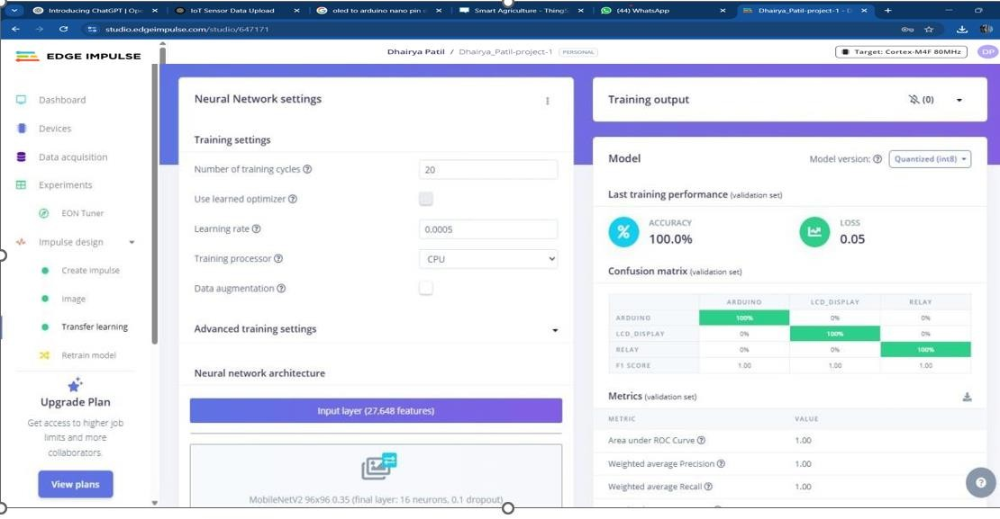 Introducing ChatGPT | Ope
IoT Sensor Data Upload
oled to arduino nano pin
Smart Agriculture - ThingS
(44) WhatsApp
Dhairya_Patil-project-1 - D
studio.edgeimpulse.com/studio/647171
EDGE IMPULSE
Dhairya Patil / Dhairya_Patil-project-1 PERSONAL
Target: Cortex-M4F 80MHz
DP
Dashboard
Devices
Data acquisition
Experiments
EON Tuner
Impulse design
Create impulse
Image
Transfer learning
Retrain model
Upgrade Plan
Get access to higher job
limits and more
collaborators.
View plans
Neural Network settings
Training settings
Number of training cycles 20
Use learned optimizer
Learning rate 0.0005
Training processor CPU
Data augmentation
Advanced training settings
Neural network architecture
Input layer (27,648 features)
MobileNetV2 96x96 0.35 (final layer: 16 neurons, 0.1 dropout)
Training output (0)
Model Model version: Quantized (int8)
Last training performance (validation set)
ACCURACY
100.0%
LOSS
0.05
Confusion matrix (validation set)
ARDUINO LCD_DISPLAY RELAY
ARDUINO 100% 0% 0%
LCD_DISPLAY 0% 100% 0%
RELAY 0% 0% 100%
F1 SCORE 1.00 1.00 1.00
Metrics (validation set)
METRIC VALUE
Area under ROC Curve 1.00
Weighted average Precision 1.00
Weighted average Recall 1.00